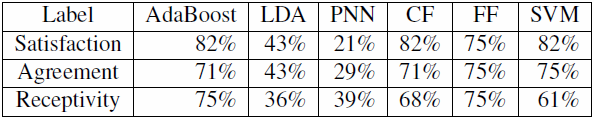 Label AdaBoost LDA PNN CF FF SVM
Satisfaction 82% 43% 21% 82% 75% 82%
Agreement 71% 43% 29% 71% 75% 75%
Receptivity 75% 36% 39% 68% 75% 61%